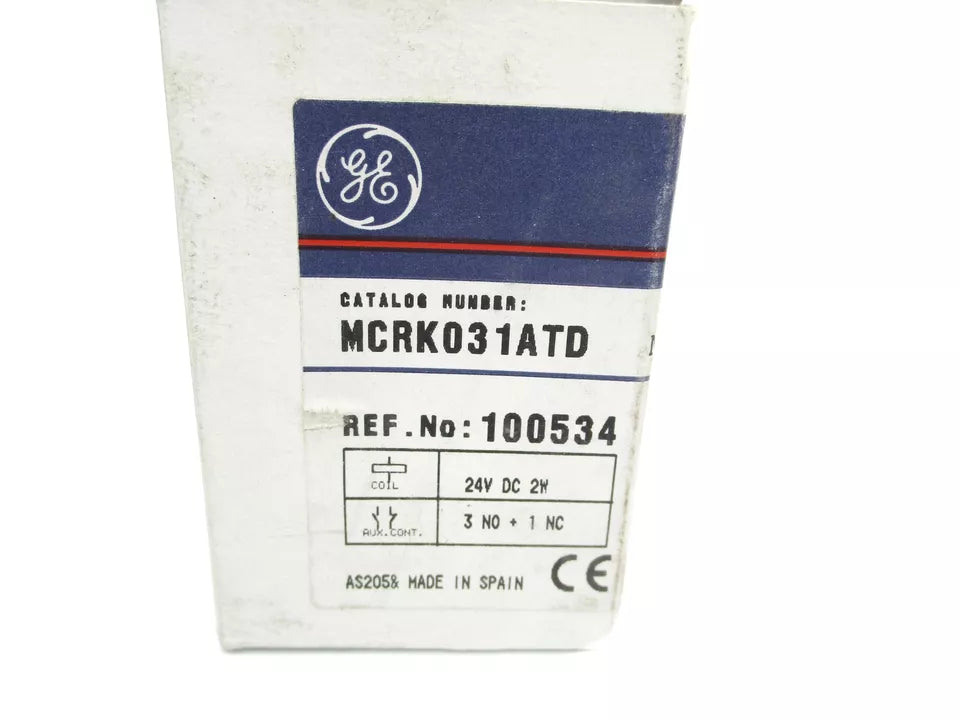 GE
CATALOG NUMBER:
MCRK031ATD
REF.No: 100534
COIL
24V DC 2W
AUX.CONT.
3 NO + 1 NC
AS205& MADE IN SPAIN CE